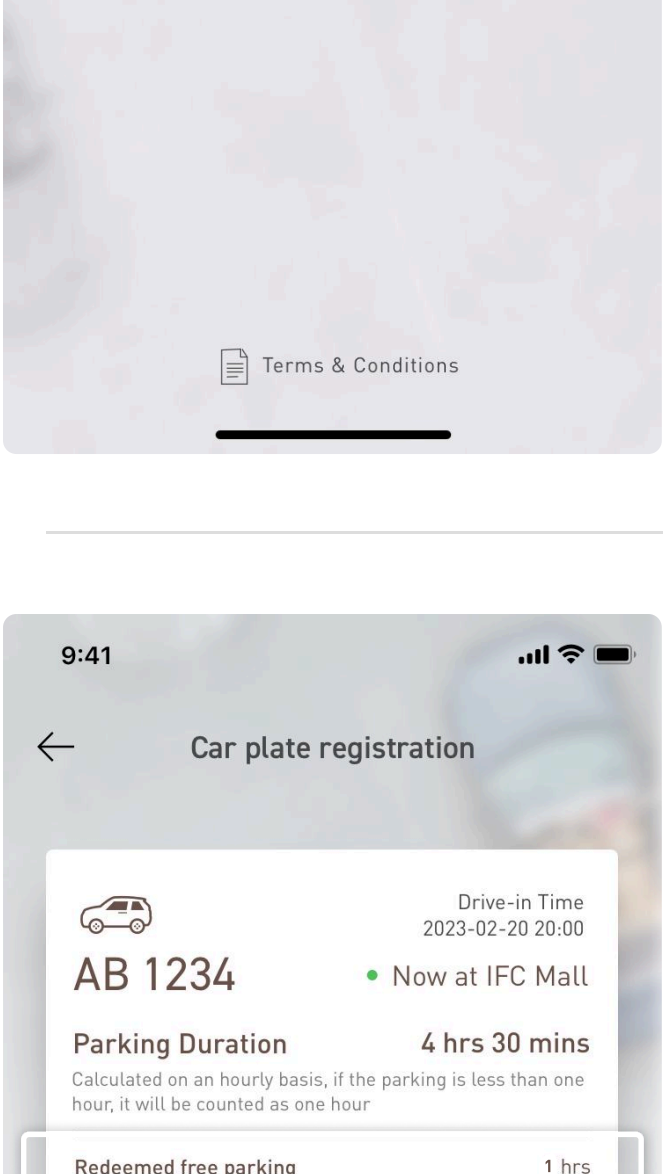 Terms & Conditions
9:41
Car plate registration
Drive-in Time
2023-02-20 20:00
AB 1234
Now at IFC Mall
Parking Duration 4 hrs 30 mins
Calculated on an hourly basis, if the parking is less than one
hour, it will be counted as one hour
Redeemed free parking 1 hrs